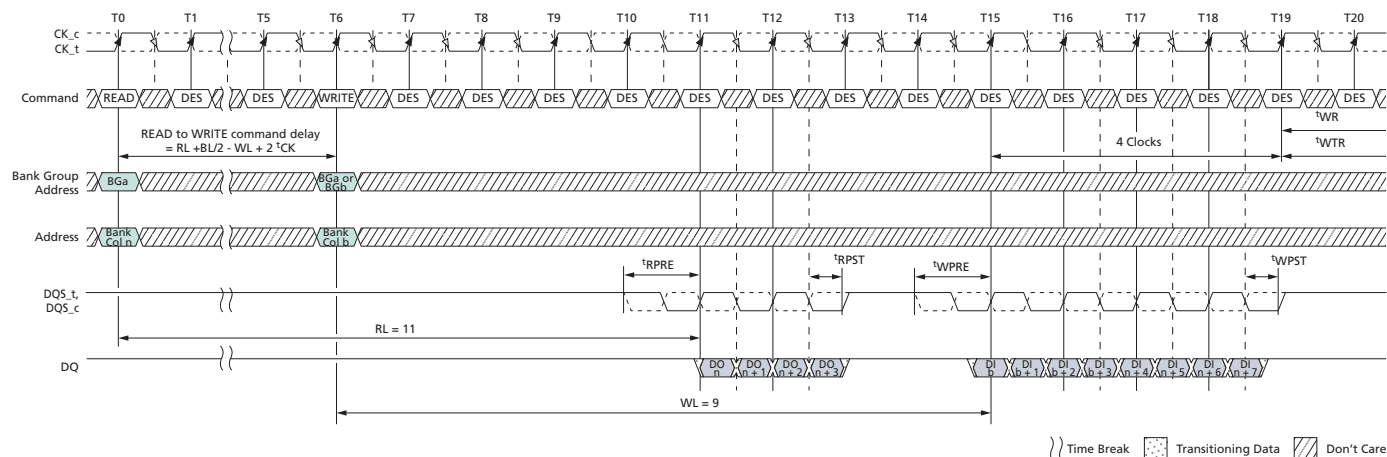 T0 T1 T5 T6 T7 T8 T9 T10 T11 T12 T13 T14 T15 T16 T17 T18 T19 T20
CK_c
CK_t
Command READ DES DES WRITE DES DES DES DES DES DES DES DES DES DES DES DES DES DES
tWR
READ to WRITE command delay
= RL +BL/2 - WL + 2 tCK
4 Clocks
tWTR
Bank Group
Address
BGa
BGa or
BGb
Address
Bank
Col n
Bank
Col b
tRPRE tRPST tWPRE tWPST
DQS_t,
DQS_c
RL = 11
DQ
DO
n
DO
n + 1
DO
n + 2
DO
n + 3
DI
b
DI
b + 1
DI
b + 2
DI
b + 3
DI
n + 4
DI
n + 5
DI
n + 6
DI
n + 7
WL = 9
Time Break Transitioning Data Don't Care